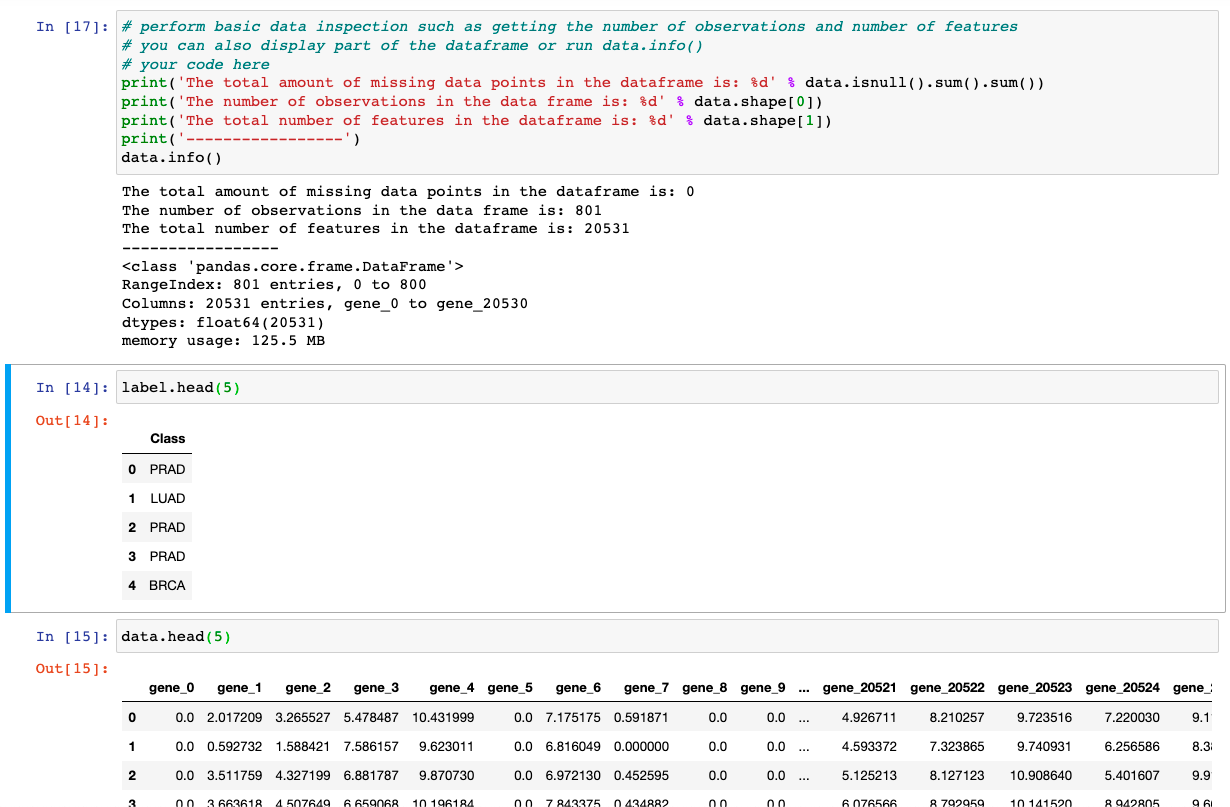 In [17]: # perform basic data inspection such as getting the number of observations and number of features
# you can also display part of the dataframe or run data.info()
# your code here
print('The total amount of missing data points in the dataframe is: %d' % data.isnull().sum().sum())
print('The number of observations in the data frame is: %d' % data.shape[0])
print('The total number of features in the dataframe is: %d' % data.shape[1])
print('-----------------')
data.info()
The total amount of missing data points in the dataframe is: 0
The number of observations in the data frame is: 801
The total number of features in the dataframe is: 20531
-----------------
<class 'pandas.core.frame.DataFrame'>
RangeIndex: 801 entries, 0 to 800
Columns: 20531 entries, gene_0 to gene_20530
dtypes: float64(20531)
memory usage: 125.5 MB
In [14]: label.head(5)
Out[14]:
Class
0 PRAD
1 LUAD
2 PRAD
3 PRAD
4 BRCA
In [15]: data.head(5)
Out[15]:
gene_0 gene_1 gene_2 gene_3 gene_4 gene_5 gene_6 gene_7 gene_8 gene_9 ... gene_20521 gene_20522 gene_20523 gene_20524 gene_
0 0.0 2.017209 3.265527 5.478487 10.431999 0.0 7.175175 0.591871 0.0 0.0 ... 4.926711 8.210257 9.723516 7.220030 9.1
1 0.0 0.592732 1.588421 7.586157 9.623011 0.0 6.816049 0.000000 0.0 0.0 ... 4.593372 7.323865 9.740931 6.256586 8.3
2 0.0 3.511759 4.327199 6.881787 9.870730 0.0 6.972130 0.452595 0.0 0.0 ... 5.125213 8.127123 10.908640 5.401607 9.9
3 0.0 3.663618 4.507649 6.659068 10.196184 0.0 7.843375 0.434882 0.0 0.0 ... 6.076566 8.792959 10.141520 8.942805 9.6